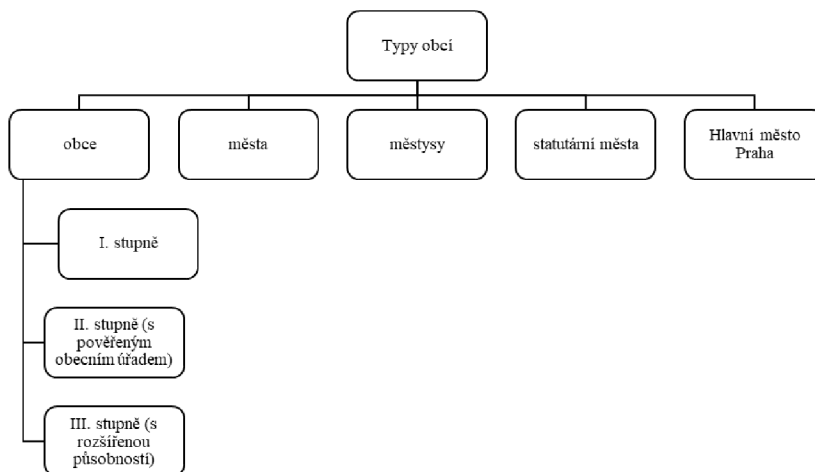 Typy obcí
obce
města
městysy
statutární města
Hlavní město
Praha
I. stupně
II. stupně (s
pověřeným
obecním úřadem)
III. stupně (s
rozšířenou
působností)